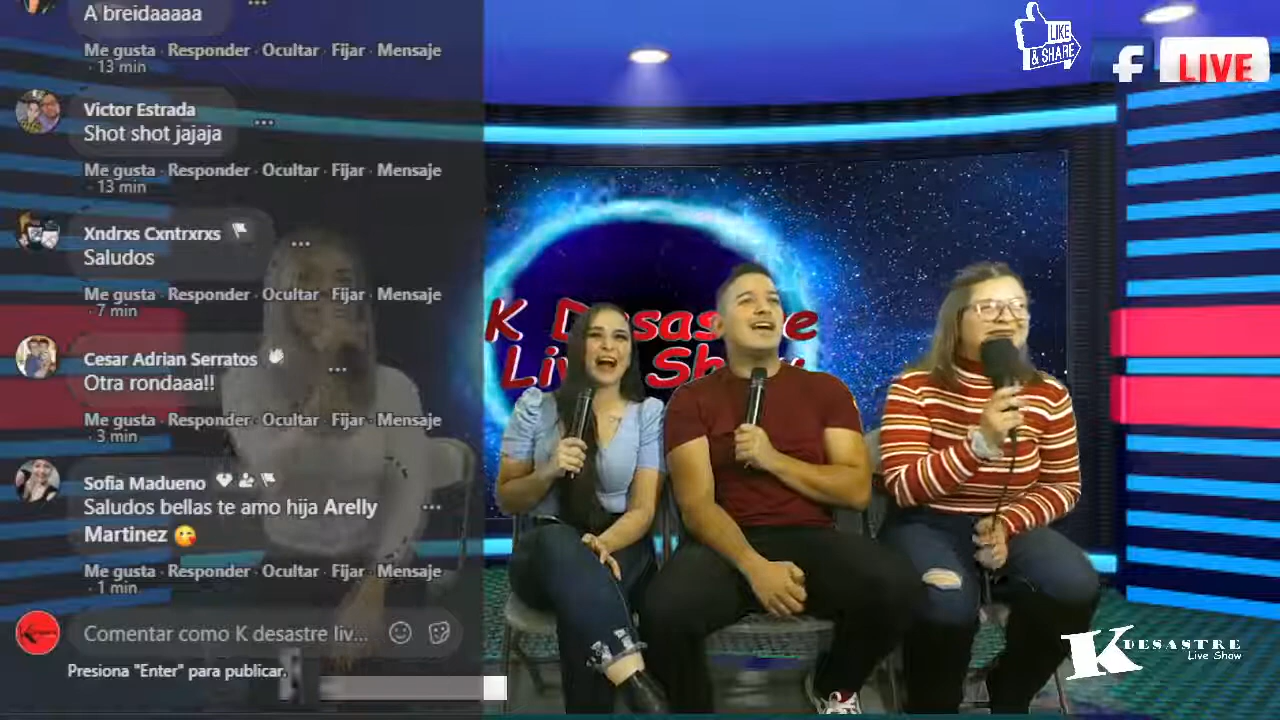 A breidaaaaa
Me gusta · Responder · Ocultar · Fijar · Mensaje
· 13 min
Victor Estrada
Shot shot jajaja
Me gusta · Responder · Ocultar · Fijar · Mensaje
· 13 min
Xndrxs Cxntrxrxs
Saludos
Me gusta · Responder · Ocultar · Fijar · Mensaje
· 7 min
Cesar Adrian Serratos
Otra rondaaa!!
Me gusta · Responder · Ocultar · Fijar · Mensaje
· 3 min
Sofia Madueno
Saludos bellas te amo hija Arelly
Martinez 😋
Me gusta · Responder · Ocultar · Fijar · Mensaje
· 1 min
Comentar como K desastre liv...
Presiona "Enter" para publicar.
LIKE
& SHARE
f LIVE
K Desastre
Live Show
K DESASTRE
Live Show